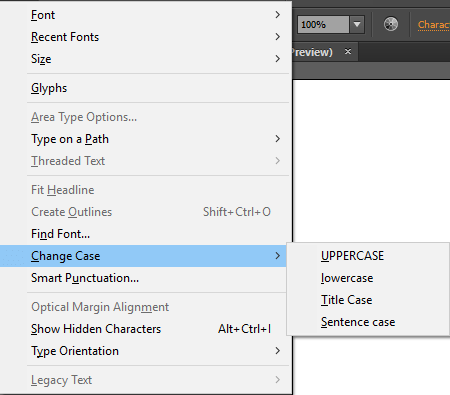 Font
Recent Fonts
Size
Glyphs
Area Type Options...
Type on a Path
Threaded Text
Fit Headline
Create Outlines Shift+Ctrl+O
Find Font...
Change Case
Smart Punctuation...
Optical Margin Alignment
Show Hidden Characters Alt+Ctrl+I
Type Orientation
Legacy Text
UPPERCASE
lowercase
Title Case
Sentence case
100%
Charac
Preview) ×